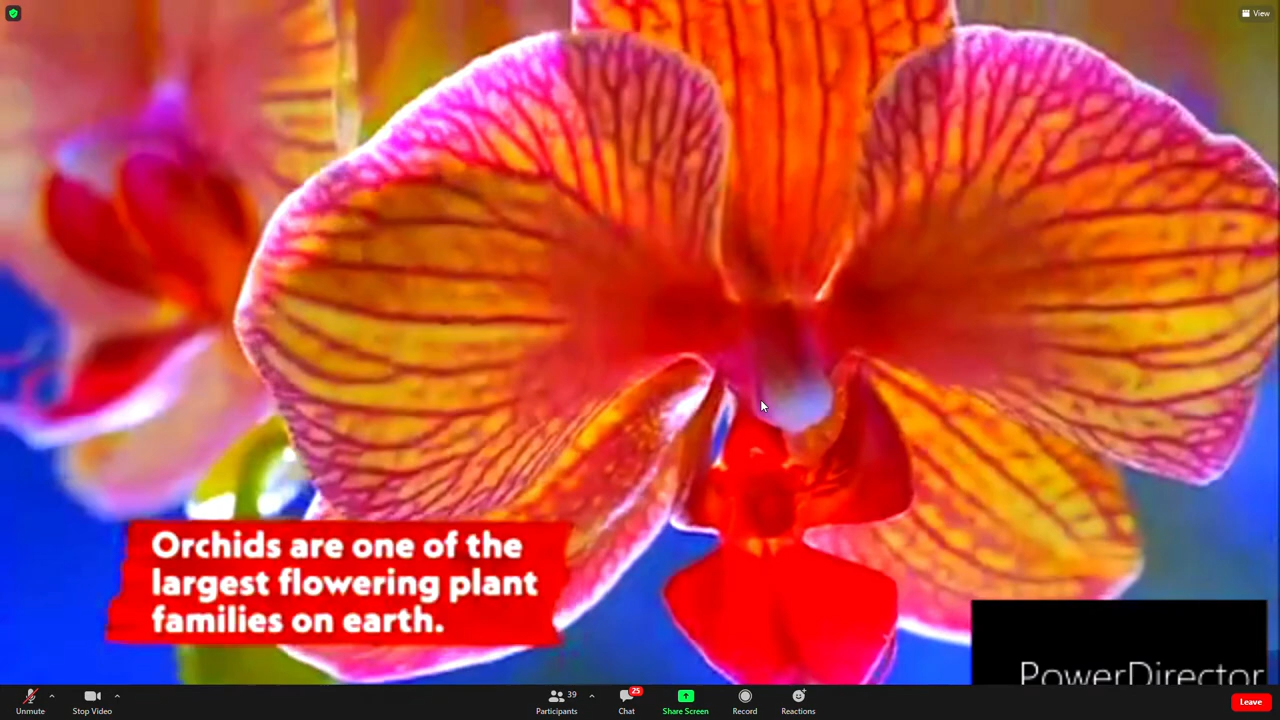 View
Orchids are one of the
largest flowering plant
families on earth.
PowerDirector
Unmute
Stop Video
Participants
39
Chat
25
Share Screen
Record
Reactions
Leave